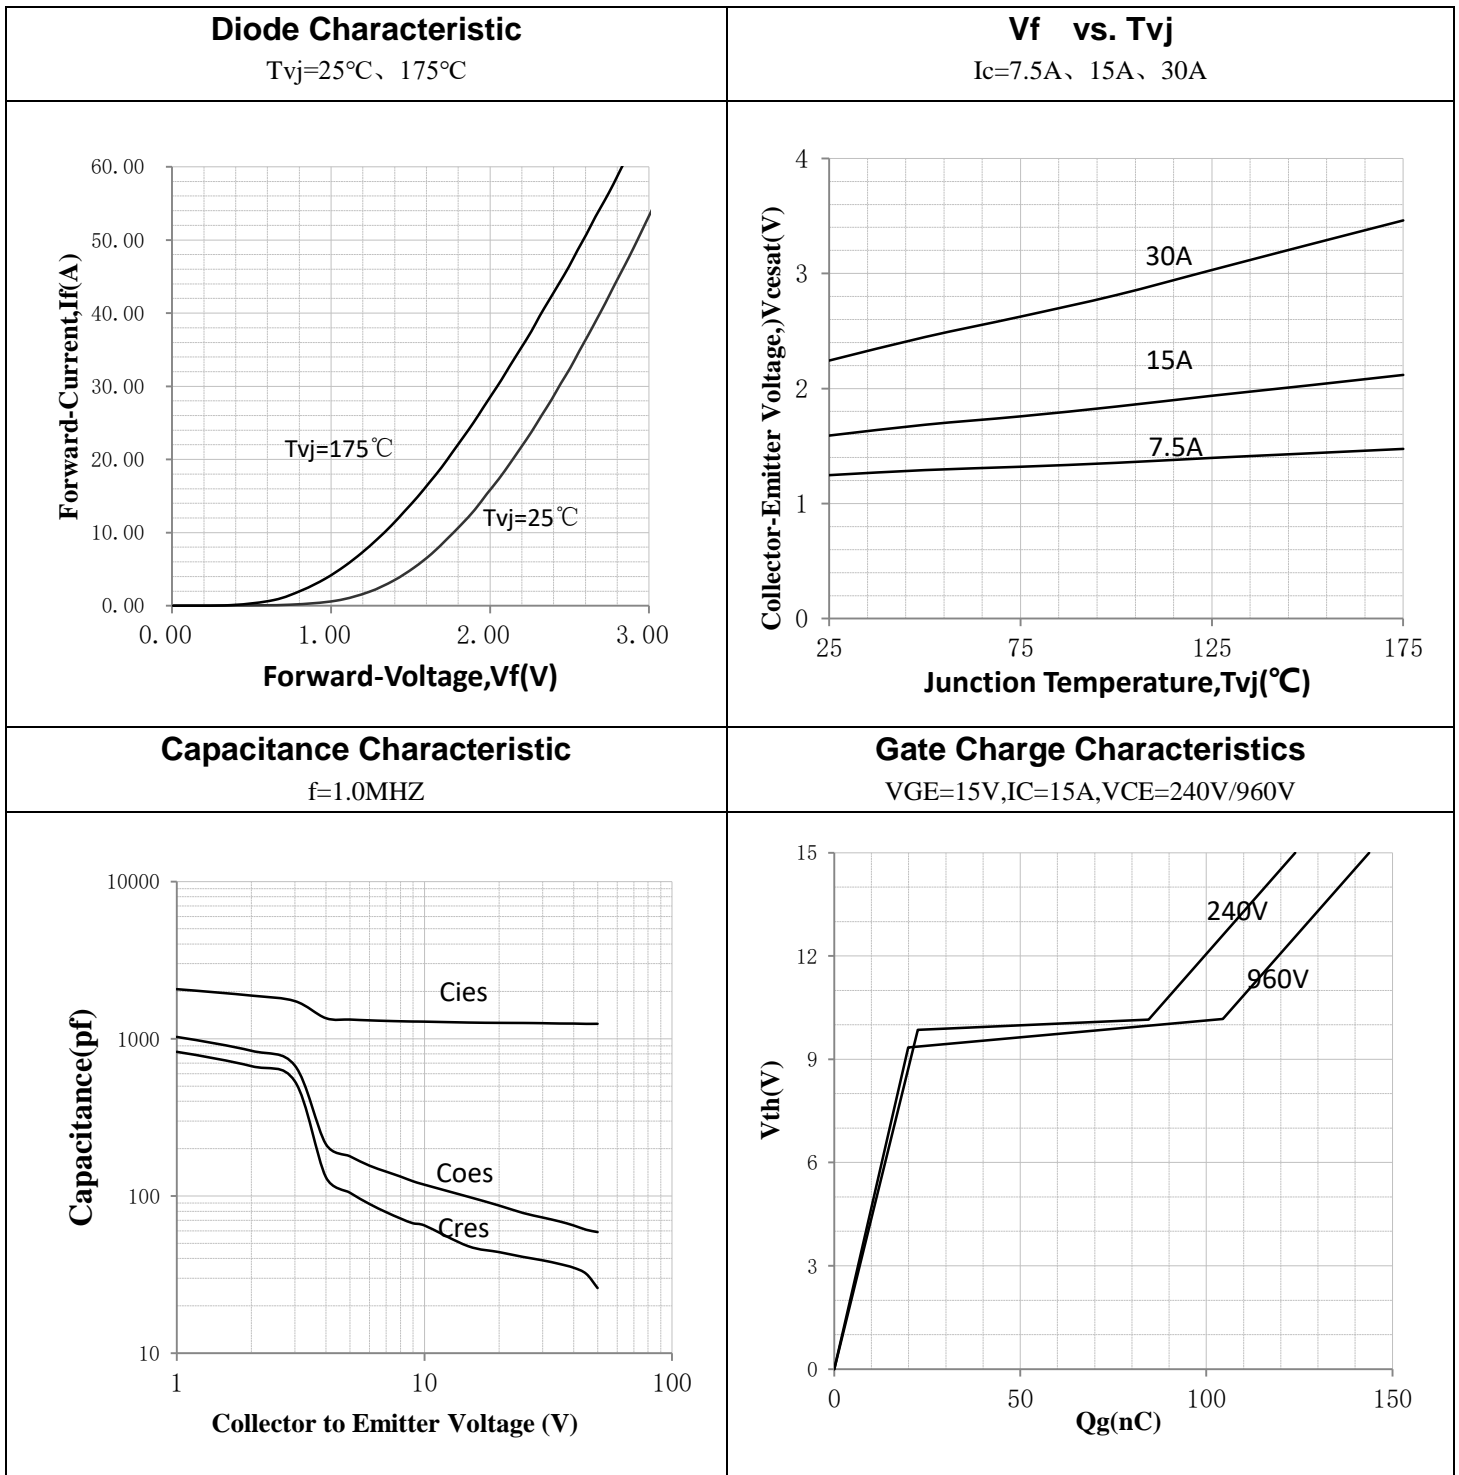 Diode Characteristic
Tvj=25℃、175℃
Vf vs. Tvj
Ic=7.5A、15A、30A
60.00
50.00
40.00
30.00
20.00
10.00
0.00
Forward-Current,If(A)
Tvj=175℃
Tvj=25℃
0.00 1.00 2.00 3.00
Forward-Voltage,Vf(V)
4
3
2
1
0
Collector-Emitter Voltage,)Vcesat(V)
30A
15A
7.5A
25 75 125 175
Junction Temperature,Tvj(℃)
Capacitance Characteristic
f=1.0MHZ
Gate Charge Characteristics
VGE=15V,IC=15A,VCE=240V/960V
10000
1000
100
10
Capacitance(pf)
Cies
Coes
Cres
1 10 100
Collector to Emitter Voltage (V)
15
12
9
6
3
0
Vth(V)
240V
960V
0 50 100 150
Qg(nC)